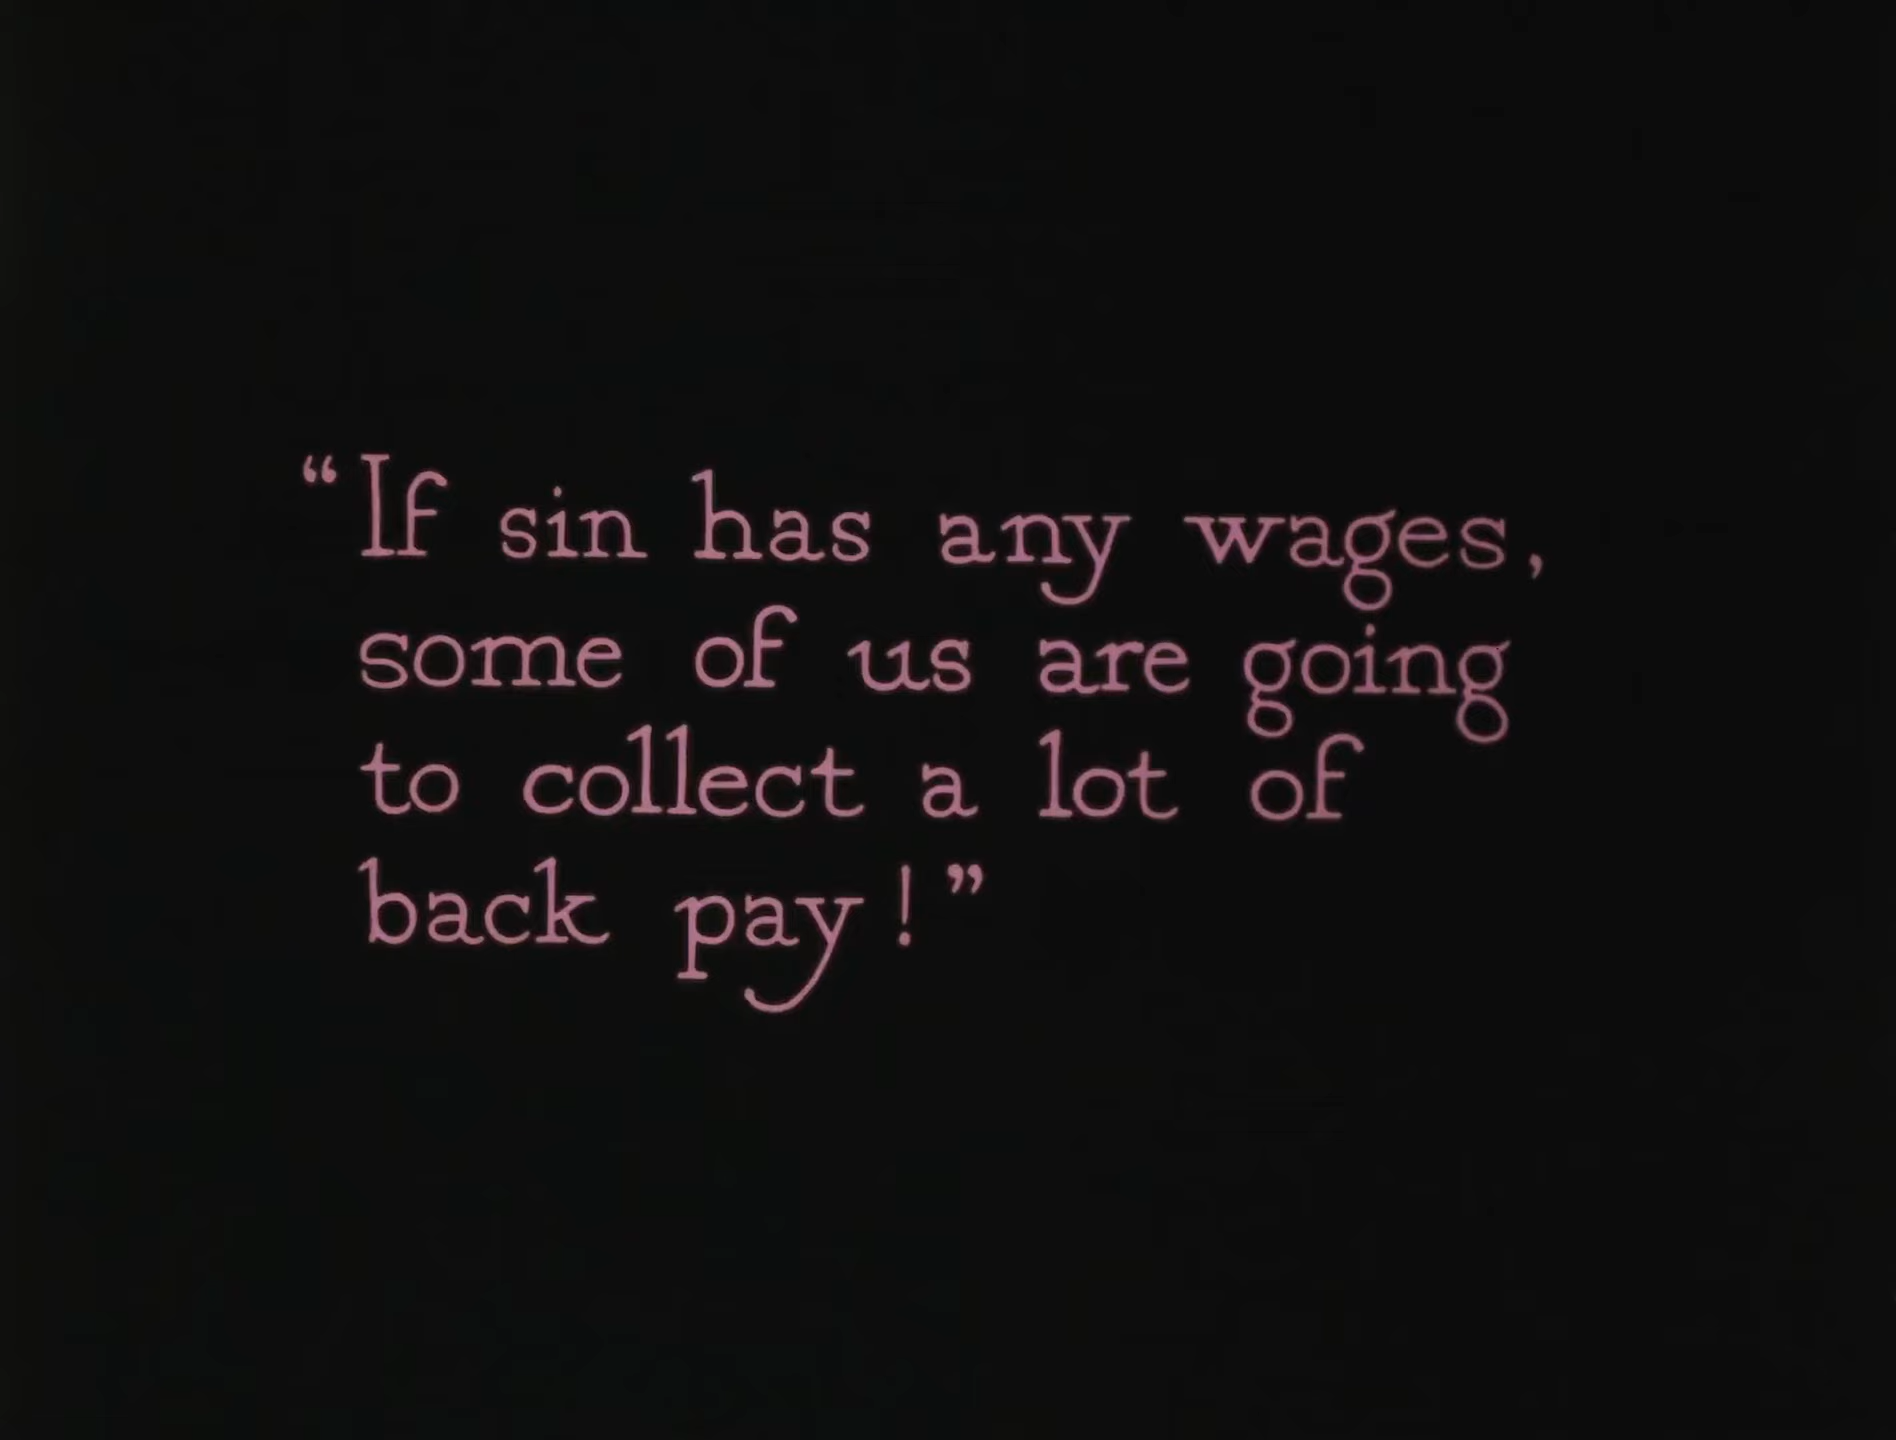 “If sin has any wages,
some of us are going
to collect a lot of
back pay!”